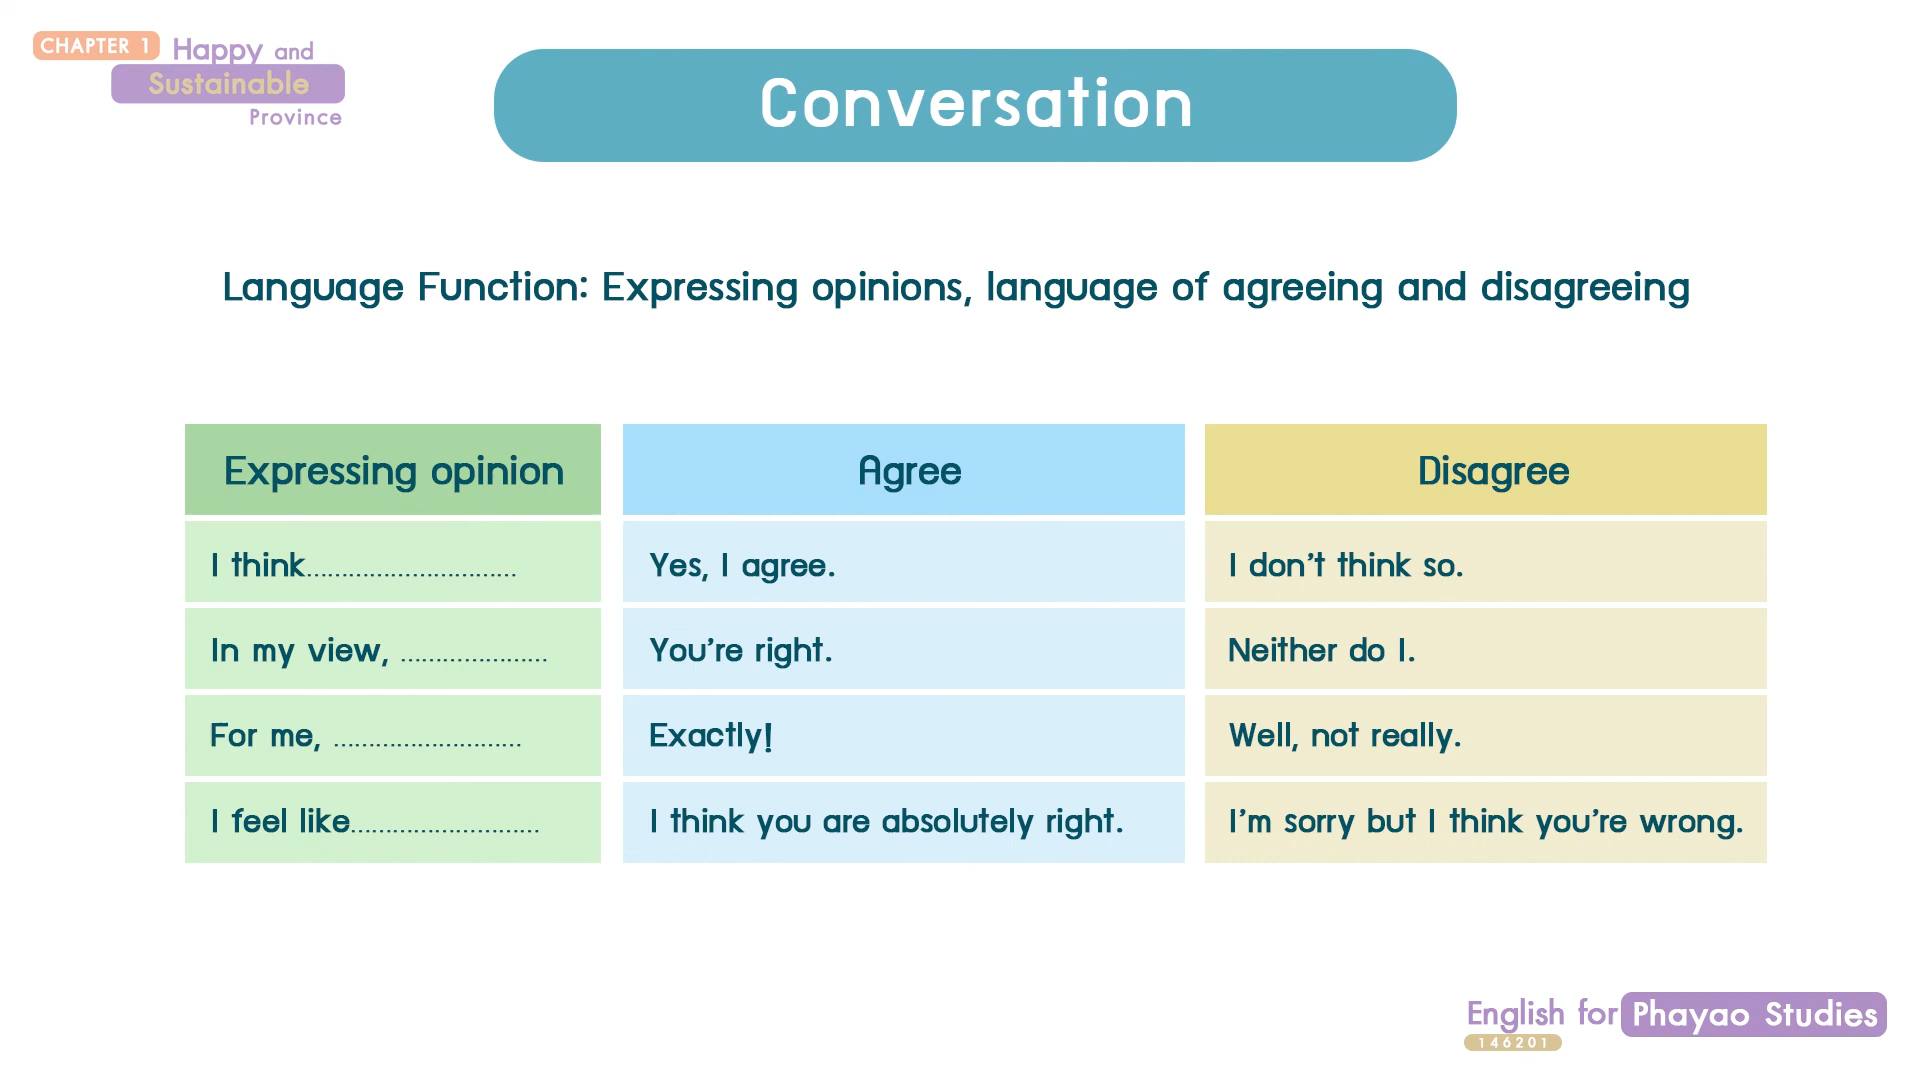 CHAPTER 1 Happy and
Sustainable
Province
Conversation
Language Function: Expressing opinions, language of agreeing and disagreeing
Expressing opinion Agree Disagree
I think.............................. Yes, I agree. I don't think so.
In my view, ..................... You're right. Neither do I.
For me, ........................... Exactly! Well, not really.
I feel like........................... I think you are absolutely right. I'm sorry but I think you're wrong.
English for Phayao Studies
146201